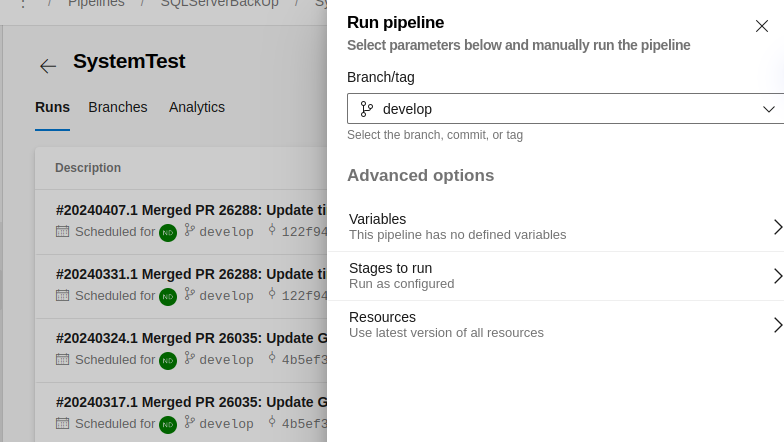 / Pipelines / SQLServerBackUp /
SystemTest
Runs Branches Analytics
Description
#20240407.1 Merged PR 26288: Update
Scheduled for ND develop 122f94
#20240331.1 Merged PR 26288: Update
Scheduled for ND develop 122f94
#20240324.1 Merged PR 26035: Update G
Scheduled for ND develop 4b5ef3
#20240317.1 Merged PR 26035: Update G
Scheduled for ND develop 4b5ef3
Run pipeline
Select parameters below and manually run the pipeline
Branch/tag
develop
Select the branch, commit, or tag
Advanced options
Variables
This pipeline has no defined variables
Stages to run
Run as configured
Resources
Use latest version of all resources